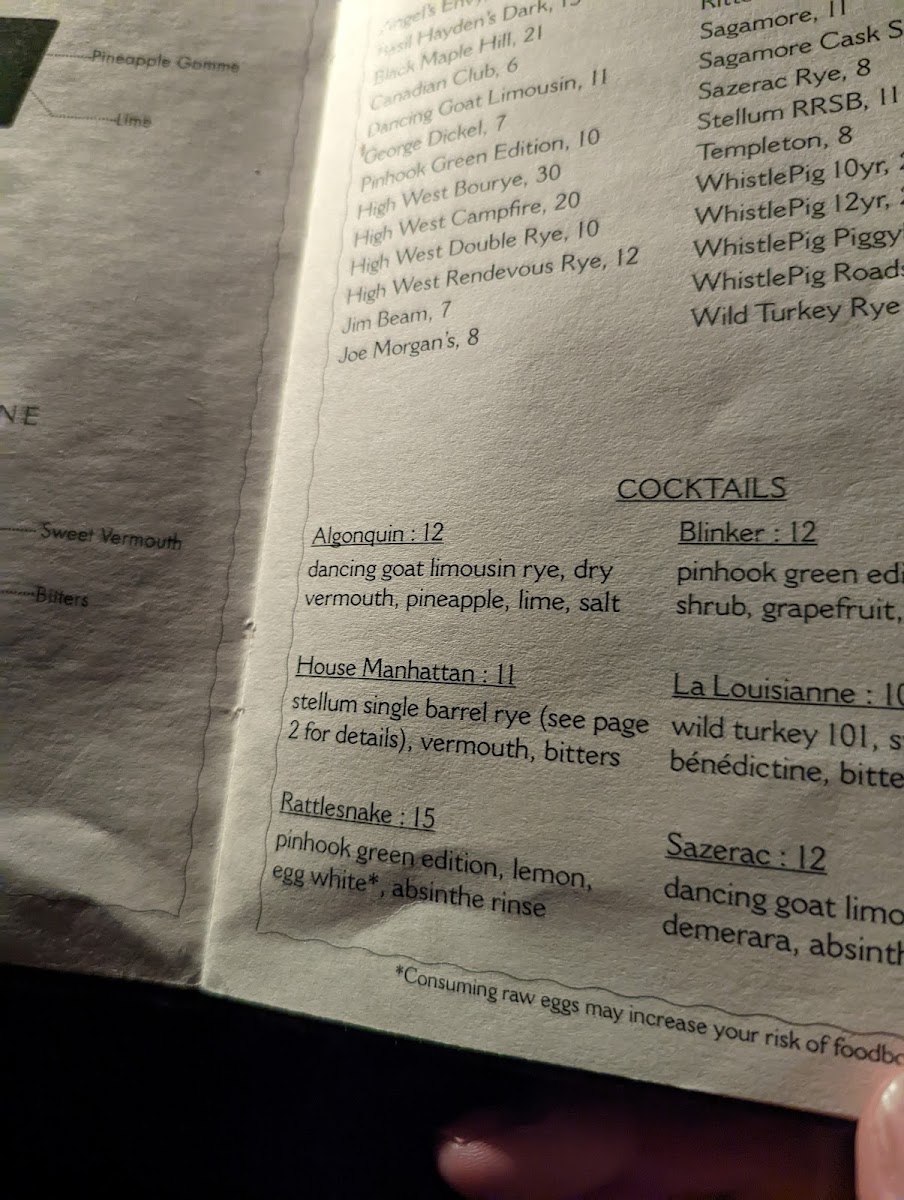 Pineapple Gomme
Lime
NE
Sweet Vermouth
Bitters
Angel's
Basil Hayden's Dark,
Black Maple Hill, 21
Canadian Club, 6
Dancing Goat Limousin, 11
George Dickel, 7
Pinhook Green Edition, 10
High West Bourye, 30
High West Campfire, 20
High West Double Rye, 10
High West Rendevous Rye, 12
Jim Beam, 7
Joe Morgan's, 8
Sagamore, 11
Sagamore Cask S
Sazerac Rye, 8
Stellum RRSB, 11
Templeton, 8
WhistlePig 10yr,
WhistlePig 12yr,
WhistlePig Piggy
WhistlePig Roads
Wild Turkey Rye
COCKTAILS
Algonquin : 12
dancing goat limousin rye, dry
vermouth, pineapple, lime, salt
House Manhattan : 11
stellum single barrel rye (see page
2 for details), vermouth, bitters
Rattlesnake : 15
pinhook green edition, lemon,
egg white*, absinthe rinse
Blinker : 12
pinhook green edi
shrub, grapefruit,
La Louisianne : 10
wild turkey 101, s
bénédictine, bitte
Sazerac : 12
dancing goat limo
demerara, absinth
*Consuming raw eggs may increase your risk of foodbo